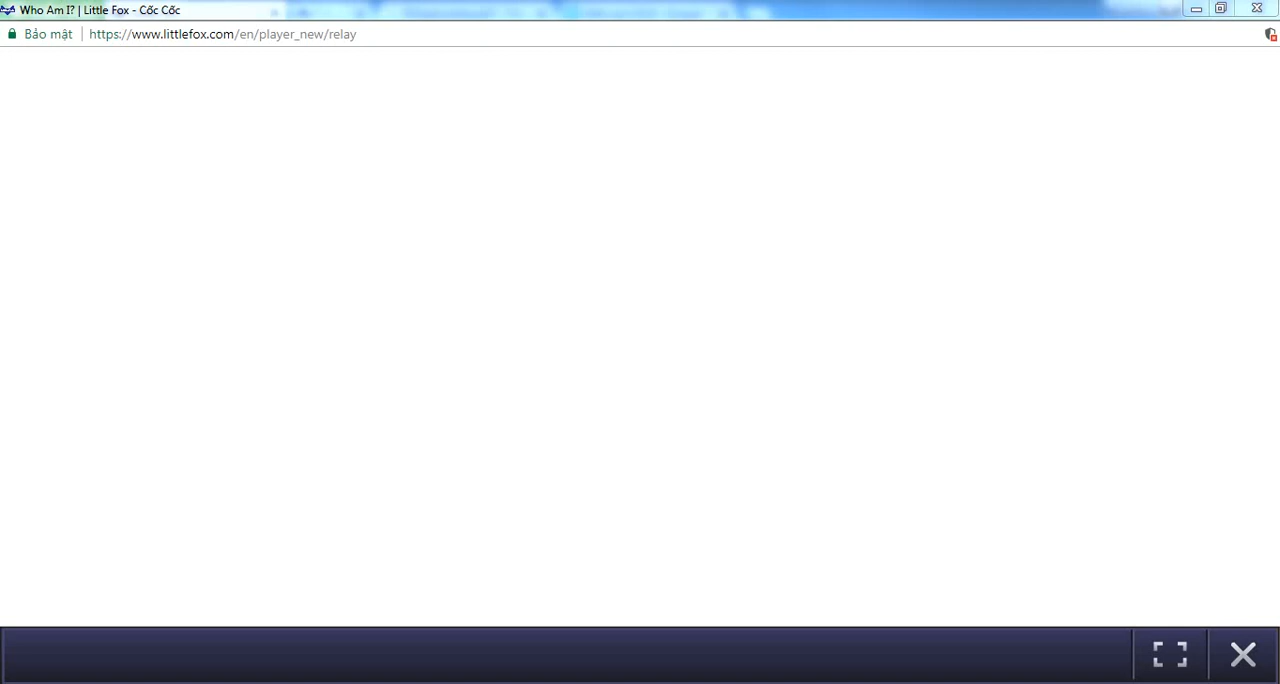 Who Am I? | Little Fox - Cốc Cốc
Bảo mật | https://www.littlefox.com/en/player_new/relay